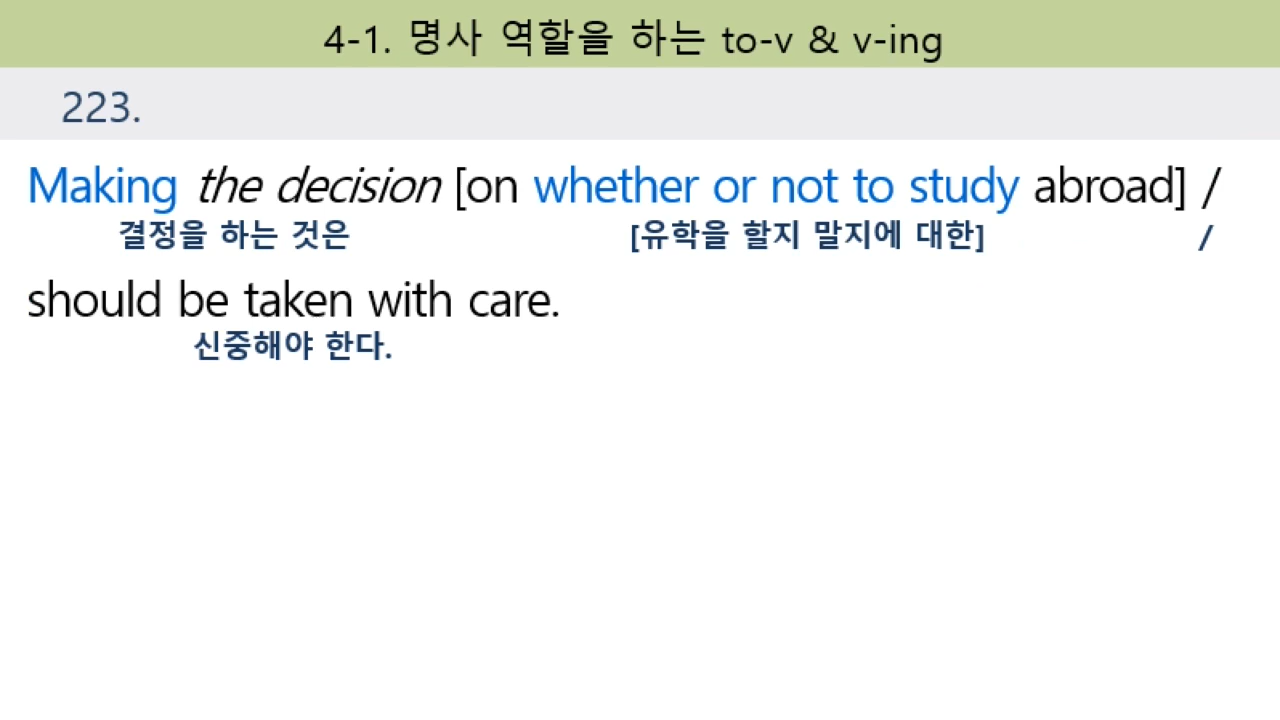 4-1. 명사 역할을 하는 to-v & v-ing
223.
Making the decision [on whether or not to study abroad] /
결정을 하는 것은 [유학을 할지 말지에 대한] /
should be taken with care.
신중해야 한다.